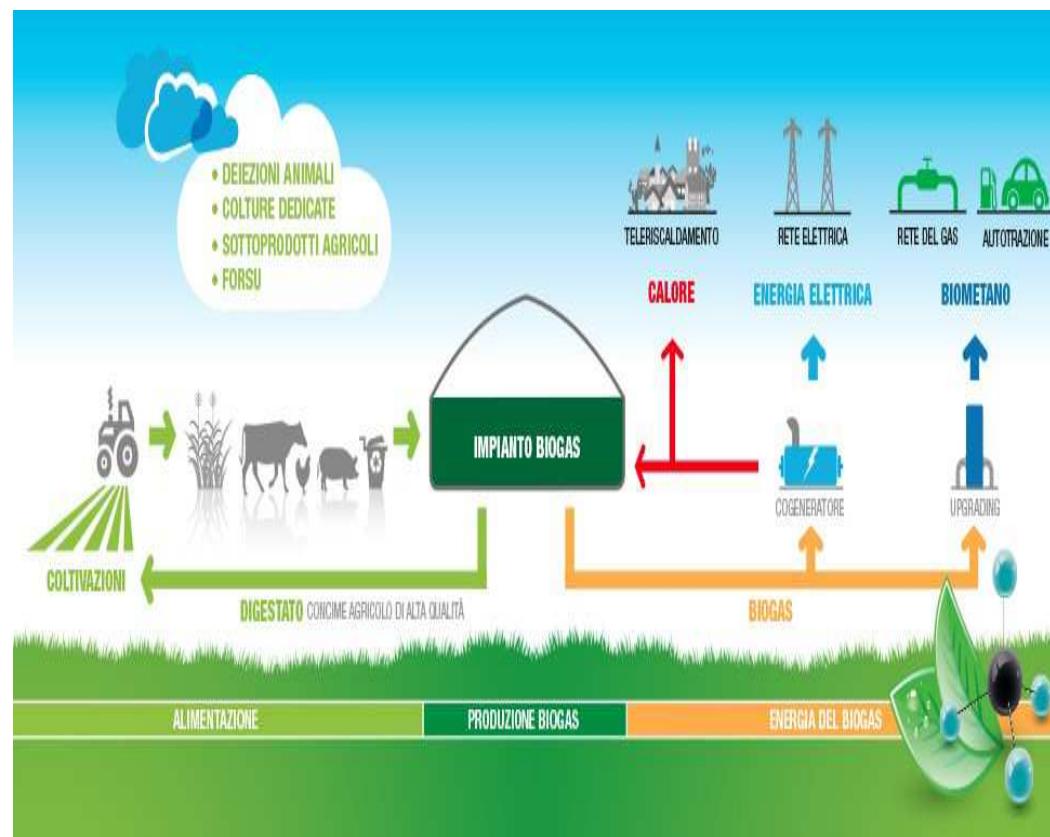 • DEIEZIONI ANIMALI
• COLTURE DEDICATE
• SOTTOPRODOTTI AGRICOLI
• FORSU
TELERISCALDAMENTO
RETE ELETTRICA
RETE DEL GAS
AUTOTRAZIONE
CALORE
ENERGIA ELETTRICA
BIOMETANO
IMPIANTO BIOGAS
COGENERATORE
UPGRADING
COLTIVAZIONI
DIGESTATO CONCIME AGRICOLO DI ALTA QUALITÀ
BIOGAS
ALIMENTAZIONE
PRODUZIONE BIOGAS
ENERGIA DEL BIOGAS